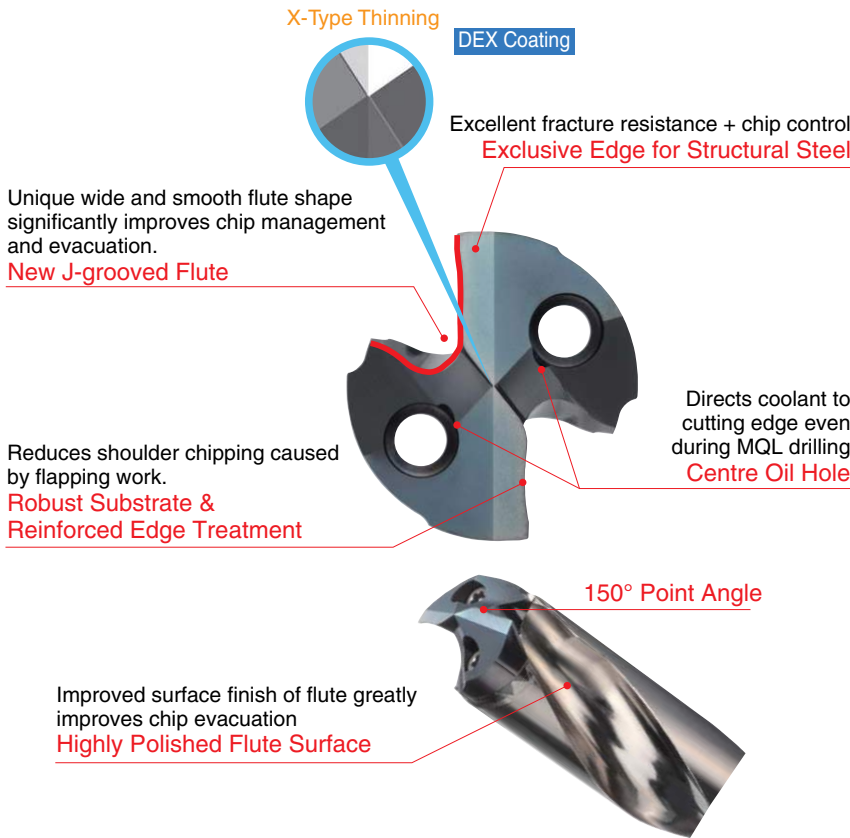 X-Type Thinning
DEX Coating
Excellent fracture resistance + chip control
Exclusive Edge for Structural Steel
Unique wide and smooth flute shape
significantly improves chip management
and evacuation.
New J-grooved Flute
Directs coolant to
cutting edge even
during MQL drilling
Centre Oil Hole
Reduces shoulder chipping caused
by flapping work.
Robust Substrate &
Reinforced Edge Treatment
150° Point Angle
Improved surface finish of flute greatly
improves chip evacuation
Highly Polished Flute Surface